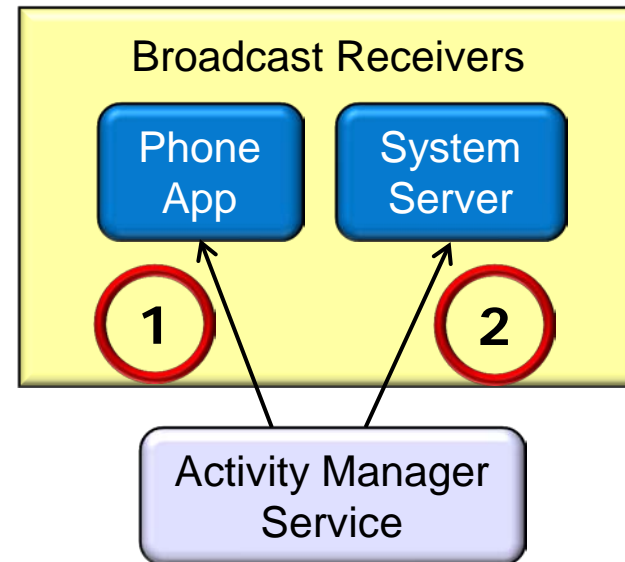 Broadcast Receivers
Phone
App
System
Server
1
2
Activity Manager
Service